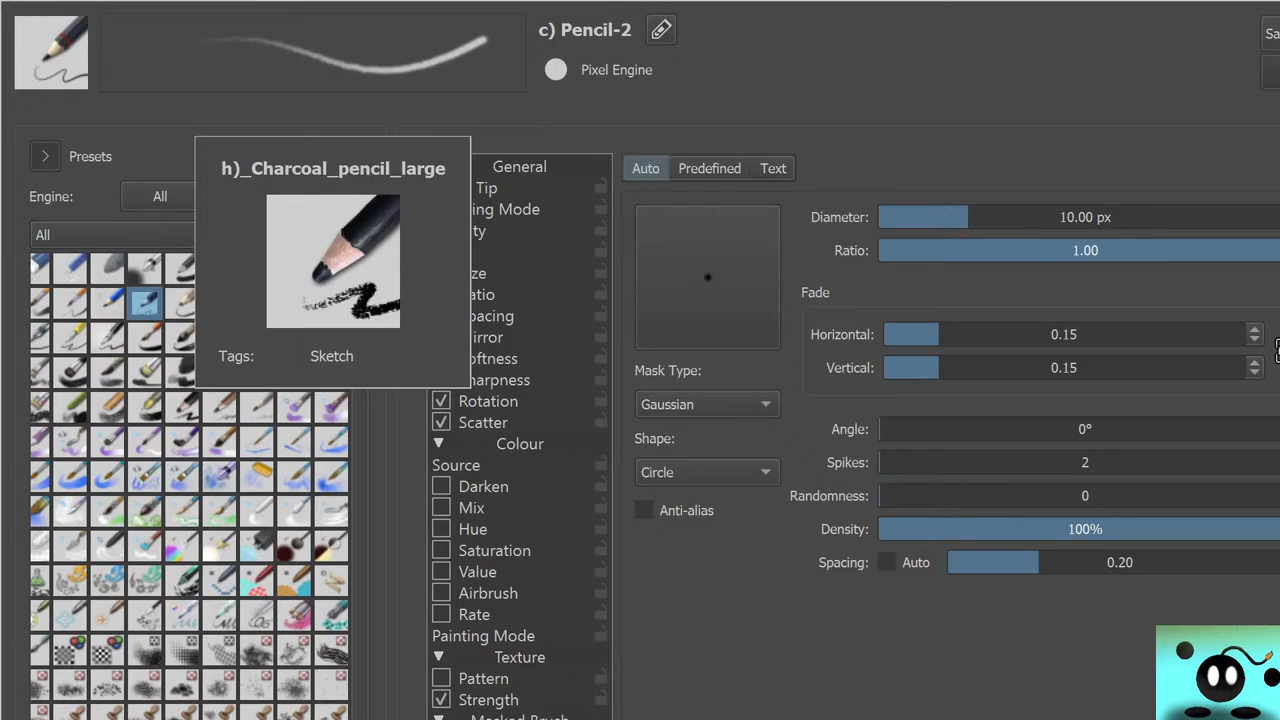 c) Pencil-2
Pixel Engine
Sa
Presets
Engine:
All
All
h)_Charcoal_pencil_large
Tags:
Sketch
General
Tip
ing Mode
ty
ze
atio
pacing
irror
oftness
harpness
Rotation
Scatter
Colour
Source
Darken
Mix
Hue
Saturation
Value
Airbrush
Rate
Painting Mode
Texture
Pattern
Strength
Masked Brush
Auto
Predefined
Text
Mask Type:
Gaussian
Shape:
Circle
Anti-alias
Diameter:
10.00 px
Ratio:
1.00
Fade
Horizontal:
0.15
Vertical:
0.15
Angle:
0°
Spikes:
2
Randomness:
0
Density:
100%
Spacing:
Auto
0.20